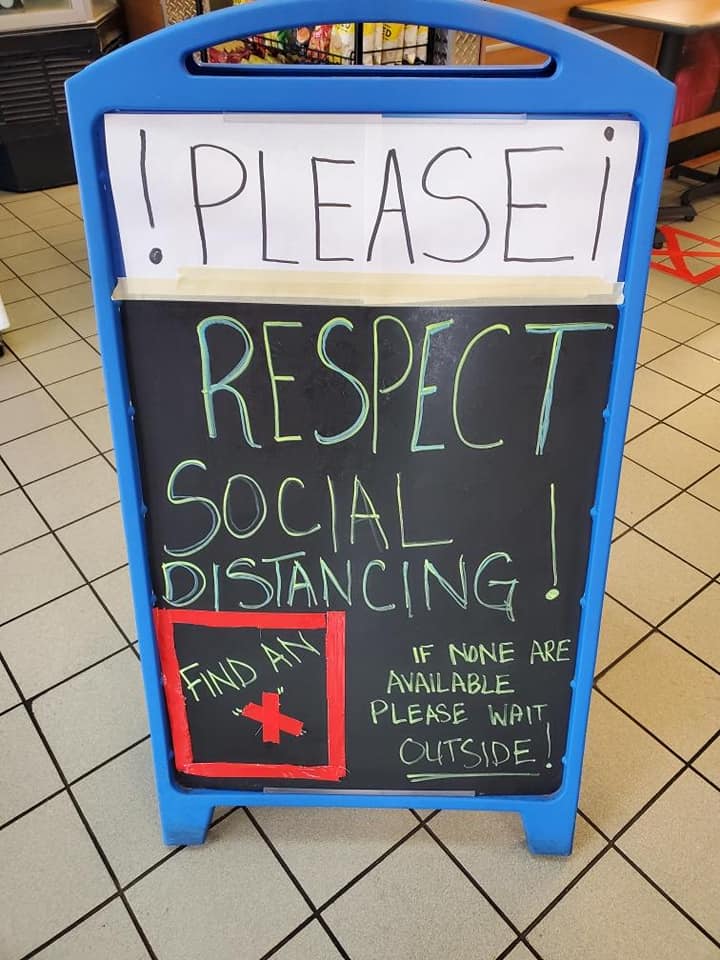 !PLEASE¡
RESPECT
SOCIAL
DISTANCING!
FIND AN
"X"
IF NONE ARE
AVAILABLE
PLEASE WAIT
OUTSIDE!